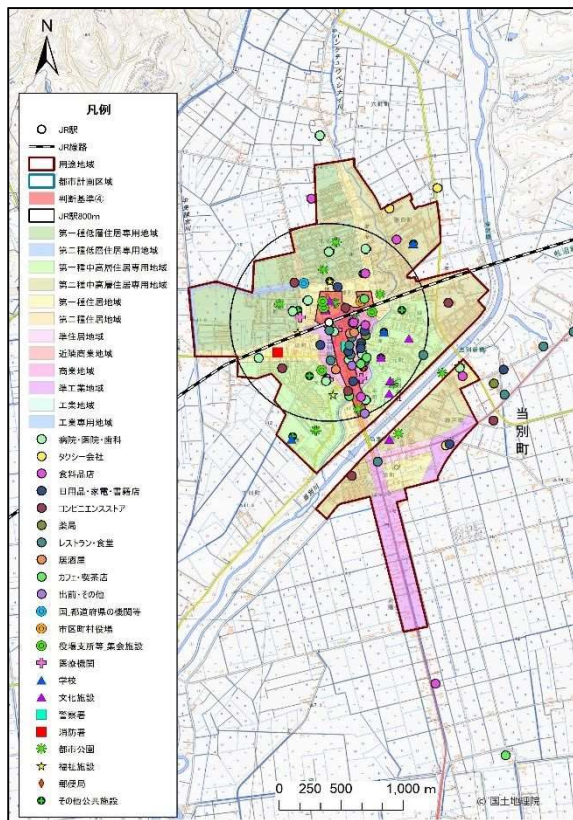 N
凡例
JR駅
JR線路
用途地域
都市計画区域
判断基準④
JR駅800m
第一種低層住居専用地域
第二種低層住居専用地域
第一種中高層住居専用地域
第二種中高層住居専用地域
第一種住居地域
第二種住居地域
準住居地域
近隣商業地域
商業地域
準工業地域
工業地域
工業専用地域
病院・医院・歯科
タクシー会社
食料品店
日用品・家電・書籍店
コンビニエンスストア
薬局
レストラン・食堂
居酒屋
カフェ・喫茶店
出前・その他
国_都道府県の機関等
市区町村役場
役場支所等_集会施設
医療機関
学校
文化施設
警察署
消防署
都市公園
福祉施設
郵便局
その他公共施設
当別町
0 250 500 1,000 m
(c) 国土地理院